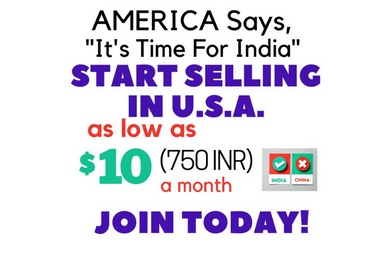 AMERICA Says,
"It's Time For India"
START SELLING
IN U.S.A.
as low as
$10 (750 INR)
a month
INDIA CHINA
JOIN TODAY!